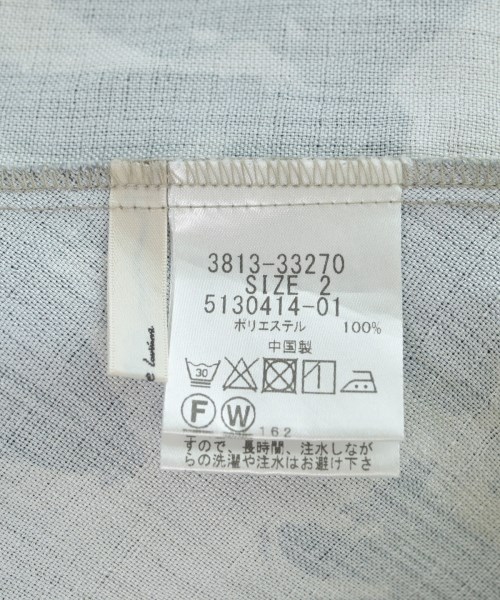 3813-33270
SIZE 2
5130414-01
ポリエステル 100%
中国製
30
F W
162
すので、長時間、注水しなが
らの洗濯や注水はお避け下さ